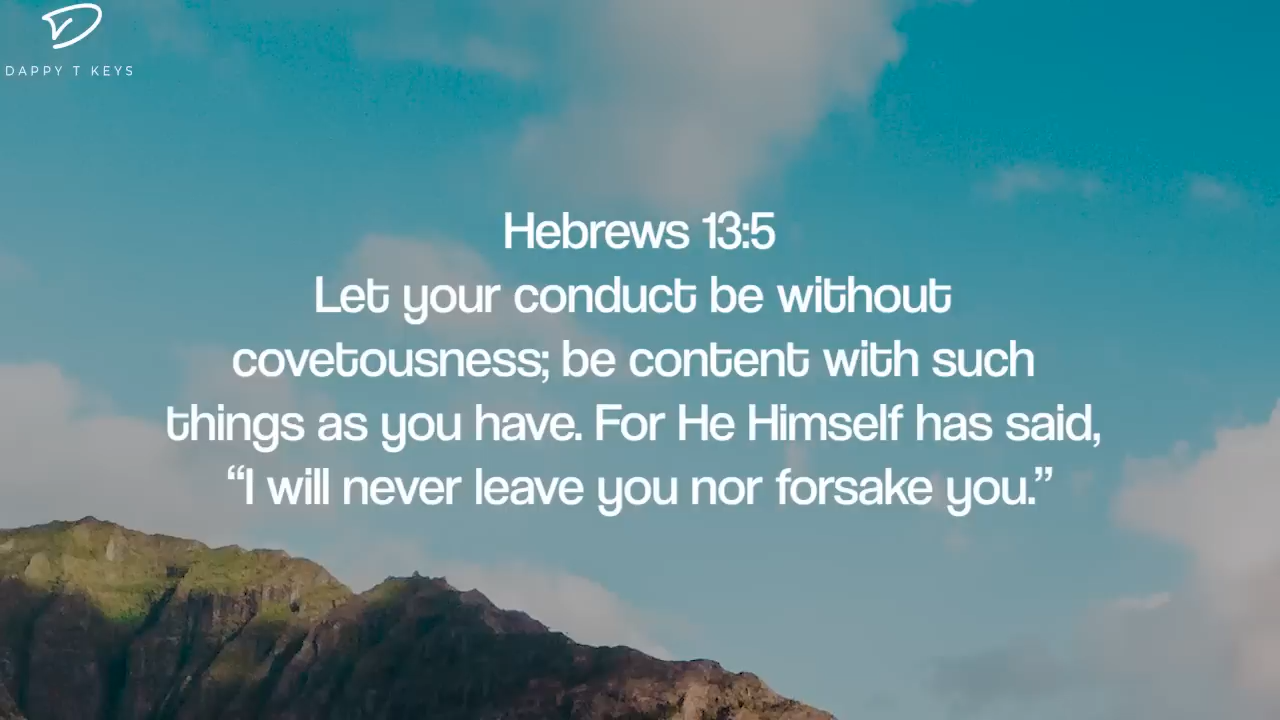 DAPPY T KEYS
Hebrews 13:5
Let your conduct be without
covetousness; be content with such
things as you have. For He Himself has said,
“I will never leave you nor forsake you.”